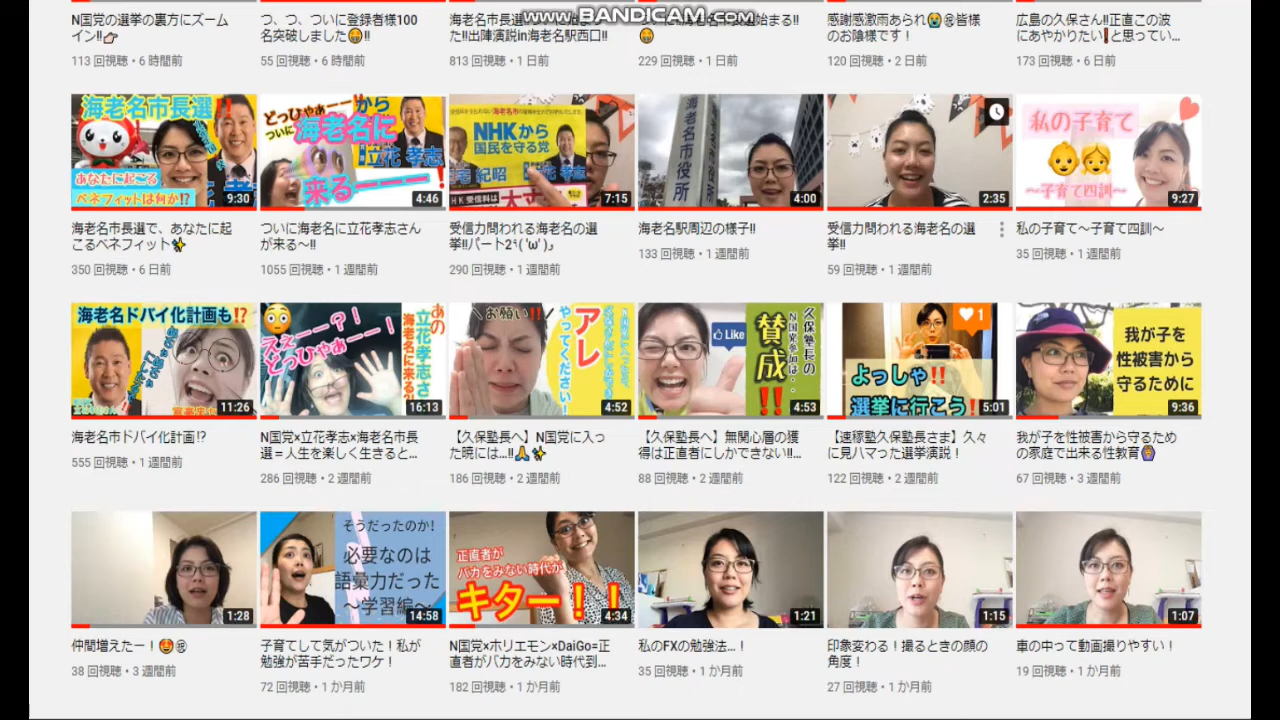 www.BANDICAM.com
N国党の選挙の裏方にズーム
イン!!👉
113 回視聴・6 時間前
つ、つ、ついに登録者様100
名突破しました😁!!
55 回視聴・6 時間前
た!!出陣演説in海老名駅西口!!
813 回視聴・1 日前
😁
229 回視聴・1 日前
感謝感激雨あられ😭㊗皆様
のお陰様です！
120 回視聴・2 日前
広島の久保さん!!正直この波
にあやかりたい❗と思ってい...
173 回視聴・6 日前
海老名市長選!!
あなたに起こる
ベネフィットは何か!?
9:30
どっひゃぁーーから
ついに海老名に
立花 孝志
来るーーー!
4:46
NHKから
国民を守る党
7:15
海老名市役所
4:00
2:35
私の子育て
～子育て四訓～
9:27
海老名市長選で、あなたに起
こるベネフィット✨
350 回視聴・6 日前
ついに海老名に立花孝志さん
が来る〜!!
1055 回視聴・1 週間前
受信力問われる海老名の選
挙!!パート2ｷ( 'ω' )｣
290 回視聴・1 週間前
海老名駅周辺の様子!!
133 回視聴・1 週間前
受信力問われる海老名の選
挙!!
59 回視聴・1 週間前
私の子育て〜子育て四訓〜
35 回視聴・1 週間前
海老名ドバイ化計画も!?
11:26
ええーー？！
どっひゃぁーー！
あの
立花孝志さ
海老名に来る?!
16:13
＼お願い!!／
アレ
やってください!
4:52
Like
久保塾長の
N国党参加は‥
賛成!!
4:53
1
よっしゃ!!
選挙に行こう!
5:01
我が子を
性被害から
守るために
9:36
海老名市ドバイ化計画!?
555 回視聴・1 週間前
N国党×立花孝志×海老名市長
選＝人生を楽しく生きると...
286 回視聴・2 週間前
【久保塾長へ】N国党に入っ
た暁には...!!🙏✨
186 回視聴・2 週間前
【久保塾長へ】無関心層の獲
得は正直者にしかできない!!...
88 回視聴・2 週間前
【速稼塾久保塾長さま】久々
に見ハマった選挙演説！
122 回視聴・2 週間前
我が子を性被害から守るため
の家庭で出来る性教育🙆
67 回視聴・3 週間前
1:28
そうだったのか!
必要なのは
語彙力だった
～学習編～
14:58
正直者が
バカをみない時代が
キター！！
4:34
1:21
1:15
1:07
仲間増えたー！🤩㊗
38 回視聴・3 週間前
子育てして気がついた！私が
勉強が苦手だったワケ！
72 回視聴・1 か月前
N国党×ホリエモン×DaiGo=正
直者がバカをみない時代到...
182 回視聴・1 か月前
私のFXの勉強法...！
35 回視聴・1 か月前
印象変わる！撮るときの顔の
角度！
27 回視聴・1 か月前
車の中って動画撮りやすい！
19 回視聴・1 か月前